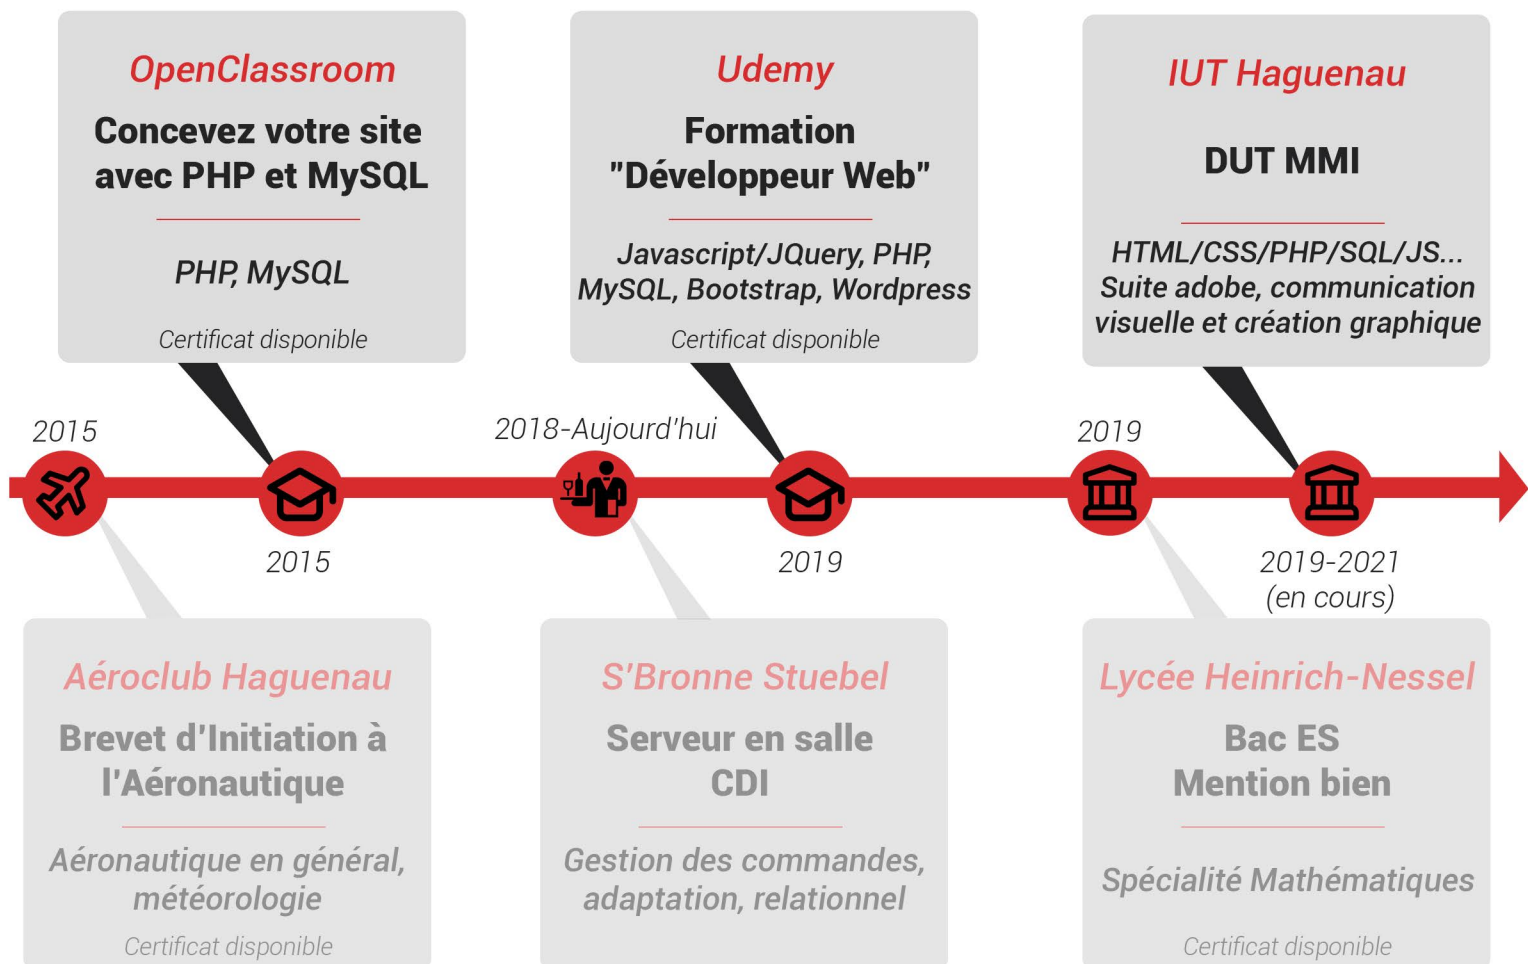 OpenClassroom
Concevez votre site
avec PHP et MySQL
PHP, MySQL
Certificat disponible
Udemy
Formation
"Développeur Web"
Javascript/JQuery, PHP,
MySQL, Bootstrap, Wordpress
Certificat disponible
IUT Haguenau
DUT MMI
HTML/CSS/PHP/SQL/JS...
Suite adobe, communication
visuelle et création graphique
2015
2018-Aujourd'hui
2019
2015
2019
2019-2021
(en cours)
Aéroclub Haguenau
Brevet d'Initiation à
l'Aéronautique
Aéronautique en général,
météorologie
Certificat disponible
S'Bronne Stuebel
Serveur en salle
CDI
Gestion des commandes,
adaptation, relationnel
Lycée Heinrich-Nessel
Bac ES
Mention bien
Spécialité Mathématiques
Certificat disponible